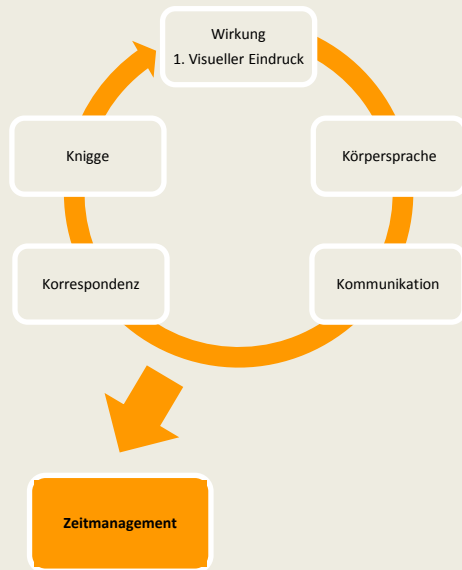 Wirkung
1. Visueller Eindruck
Knigge
Körpersprache
Korrespondenz
Kommunikation
Zeitmanagement